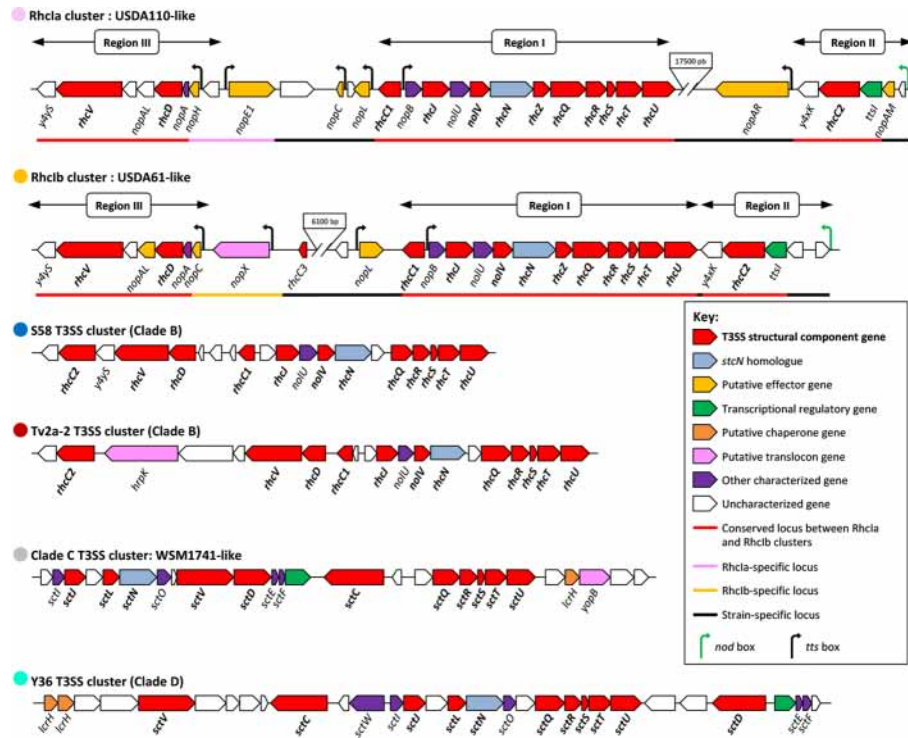 RhcIa cluster : USDA110-like
Region III
Region I
17500 pb
Region II
y4yS
rhcV
nopAL
rhcD
nopA
nopH
nopE1
nopC
nopL
rhcC1
nopB
rhcJ
nolU
nolV
rhcN
rhcZ
rhcQ
rhcR
rhcS
rhcT
rhcU
nopAR
y4xK
rhcC2
ttsI
nopAM
RhcIb cluster : USDA61-like
Region III
6100 bp
Region I
Region II
y4yS
rhcV
nopAL
rhcD
nopA
nopC
nopX
rhcC3
nopL
rhcC1
nopB
rhcJ
nolU
nolV
rhcN
rhcZ
rhcQ
rhcR
rhcS
rhcT
rhcU
y4xK
rhcC2
ttsI
S58 T3SS cluster (Clade B)
rhcC2
y4yS
rhcV
rhcD
rhcC1
rhcJ
nolU
nolV
rhcN
rhcQ
rhcR
rhcS
rhcT
rhcU
Tv2a-2 T3SS cluster (Clade B)
rhcC2
hrpK
rhcV
rhcD
rhcC1
rhcJ
nolU
nolV
rhcN
rhcQ
rhcR
rhcS
rhcT
rhcU
Clade C T3SS cluster: WSM1741-like
sctI
sctJ
sctL
sctN
sctO
sctV
sctD
sctE
sctF
sctC
sctQ
sctR
sctS
sctT
sctU
lcrH
yopB
Y36 T3SS cluster (Clade D)
lcrH
lcrH
sctV
sctC
sctW
sctI
sctJ
sctL
sctN
sctO
sctQ
sctR
sctS
sctT
sctU
sctD
sctE
sctF
Key:
T3SS structural component gene
stcN homologue
Putative effector gene
Transcriptional regulatory gene
Putative chaperone gene
Putative translocon gene
Other characterized gene
Uncharacterized gene
Conserved locus between RhcIa
and RhcIb clusters
RhcIa-specific locus
RhcIb-specific locus
Strain-specific locus
nod box
tts box